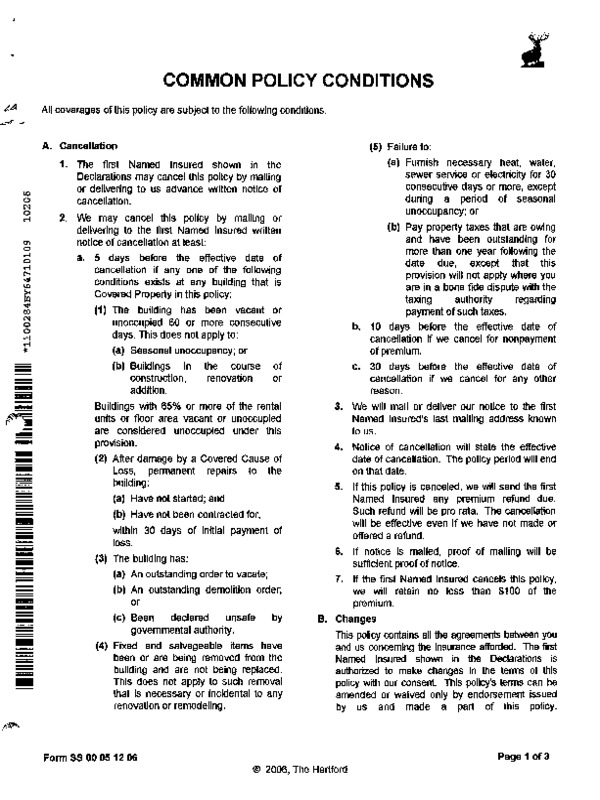 COMMON POLICY CONDITIONS
All coverages of this policy are subject to the following conditions.
A. Cancellation
1. The first Named Insured shown in the
Declarations may cancel this policy by mailing
or delivering to us advance written notice of
cancellation.
2. We may cancel this policy by mailing or
delivering to the first Named Insured written
notice of cancellation at least:
a. 5 days before the effective date of
cancellation if any one of the following
conditions exists at any building that is
Covered Property in this policy:
(1) The building has been vacant or
unoccupied 60 or more consecutive
days. This does not apply to:
(a) Seasonal unoccupancy; or
(b) Buildings in the course of
construction, renovation or
addition.
Buildings with 65% or more of the rental
units or floor area vacant or unoccupied
are considered unoccupied under this
provision.
(2) After damage by a Covered Cause of
Loss, permanent repairs to the
building:
(a) Have not started; and
(b) Have not been contracted for,
within 30 days of initial payment of
loss.
(3) The building has:
(a) An outstanding order to vacate;
(b) An outstanding demolition order;
or
(c) Been declared unsafe by
governmental authority.
(4) Fixed and salvageable items have
been or are being removed from the
building and are not being replaced.
This does not apply to such removal
that is necessary or incidental to any
renovation or remodeling.
(5) Failure to:
(a) Furnish necessary heat, water,
sewer service or electricity for 30
consecutive days or more, except
during a period of seasonal
unoccupancy; or
(b) Pay property taxes that are owing
and have been outstanding for
more than one year following the
date due, except that this
provision will not apply where you
are in a bona fide dispute with the
taxing authority regarding
payment of such taxes.
b. 10 days before the effective date of
cancellation if we cancel for nonpayment
of premium.
c. 30 days before the effective date of
cancellation if we cancel for any other
reason.
3. We will mail or deliver our notice to the first
Named Insured's last mailing address known
to us.
4. Notice of cancellation will state the effective
date of cancellation. The policy period will end
on that date.
5. If this policy is canceled, we will send the first
Named Insured any premium refund due.
Such refund will be pro rata. The cancellation
will be effective even if we have not made or
offered a refund.
6. If notice is mailed, proof of mailing will be
sufficient proof of notice.
7. If the first Named Insured cancels this policy,
we will retain no less than $100 of the
premium.
B. Changes
This policy contains all the agreements between you
and us concerning the insurance afforded. The first
Named Insured shown in the Declarations is
authorized to make changes in the terms of this
policy with our consent. This policy's terms can be
amended or waived only by endorsement issued
by us and made a part of this policy.
Form SS 00 05 12 06
Page 1 of 3
© 2006, The Hartford